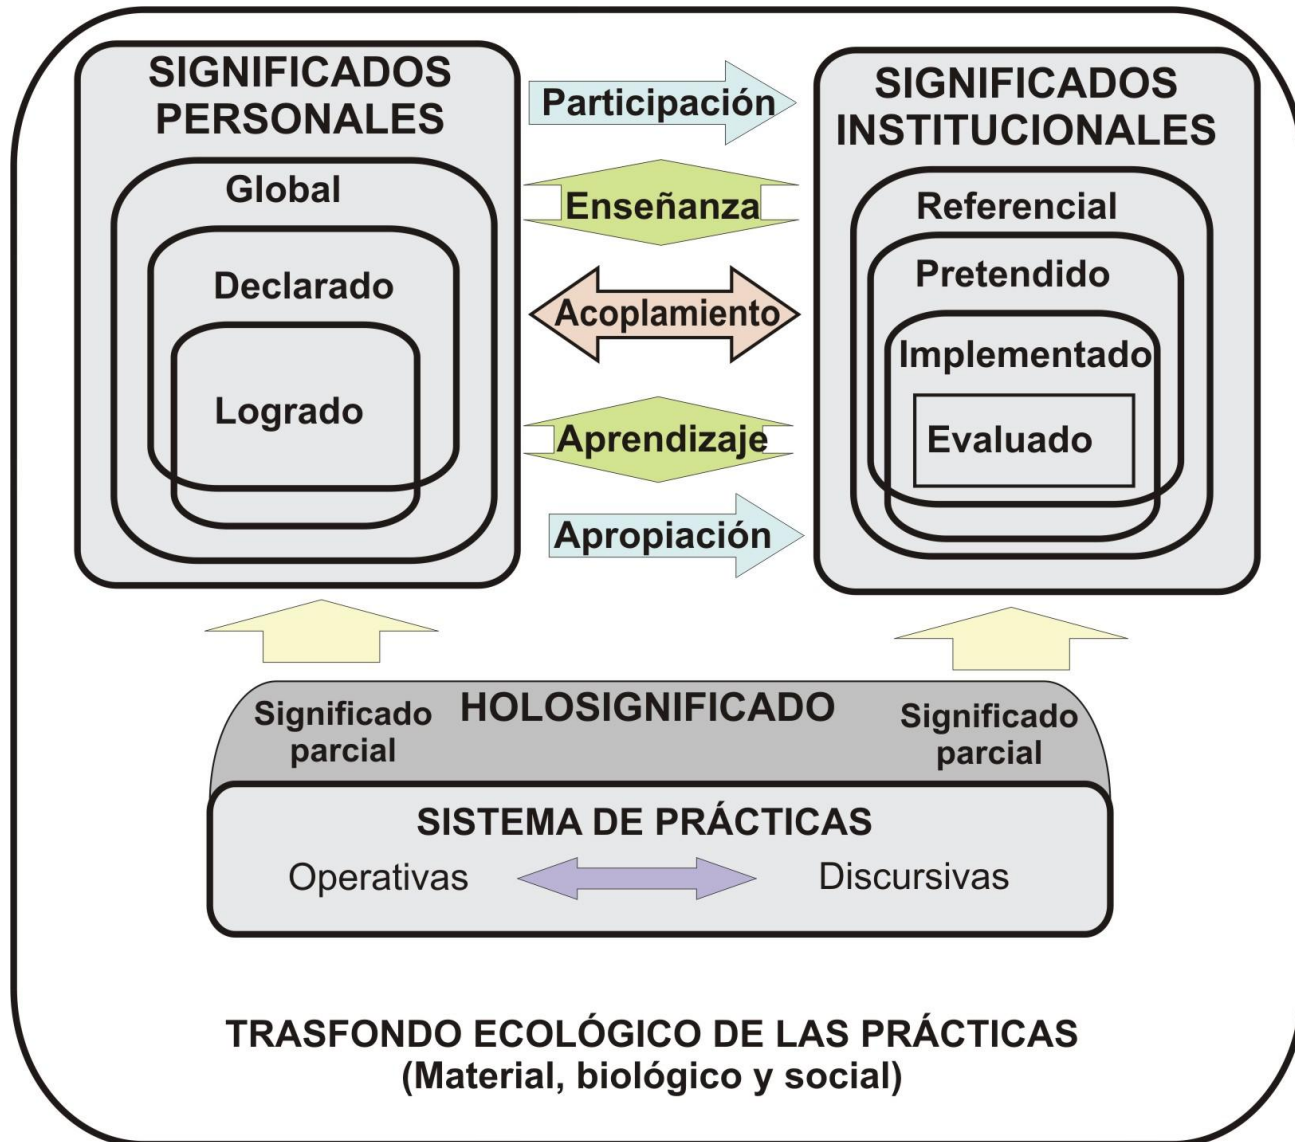 SIGNIFICADOS
PERSONALES
Global
Declarado
Logrado
Participación
Enseñanza
Acoplamiento
Aprendizaje
Apropiación
SIGNIFICADOS
INSTITUCIONALES
Referencial
Pretendido
Implementado
Evaluado
HOLOSIGNIFICADO
Significado
parcial
Significado
parcial
SISTEMA DE PRÁCTICAS
Operativas
Discursivas
TRASFONDO ECOLÓGICO DE LAS PRÁCTICAS
(Material, biológico y social)